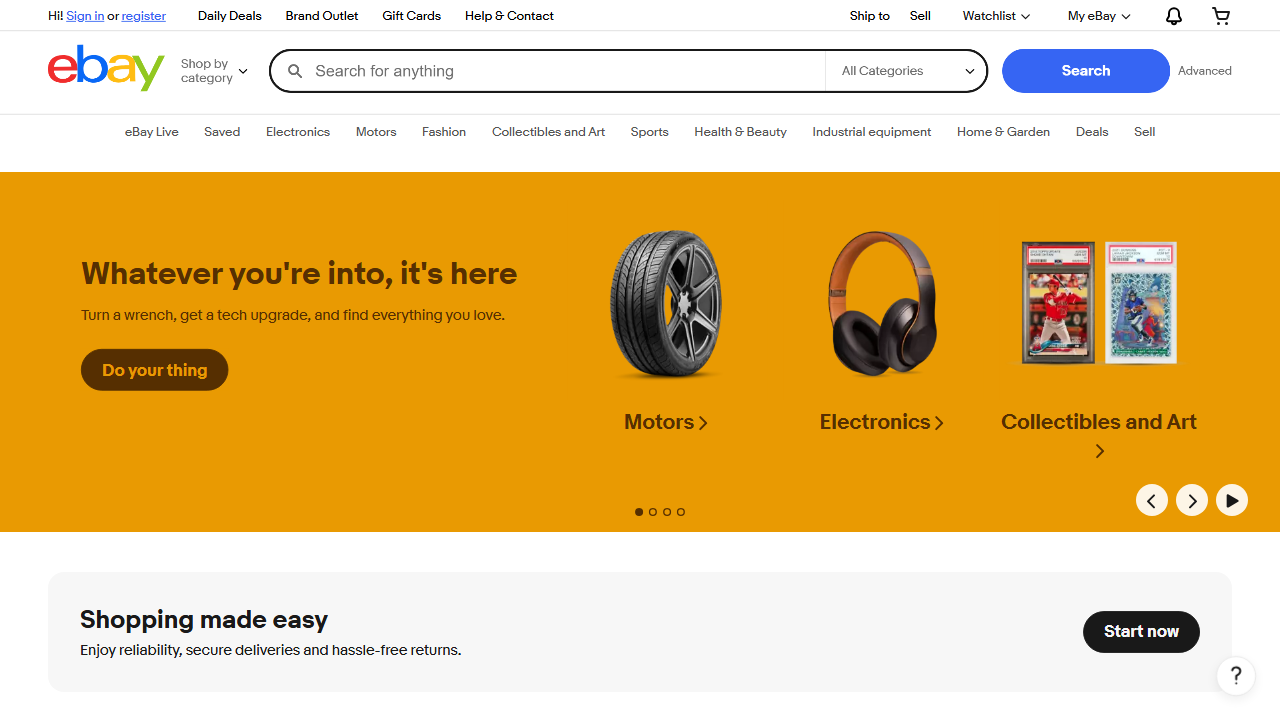 Hi! Sign in or register
Daily Deals
Brand Outlet
Gift Cards
Help & Contact
Ship to
Sell
Watchlist
My eBay
ebay
Shop by
category
Search for anything
All Categories
Search
Advanced
eBay Live
Saved
Electronics
Motors
Fashion
Collectibles and Art
Sports
Health & Beauty
Industrial equipment
Home & Garden
Deals
Sell
Whatever you're into, it's here
Turn a wrench, get a tech upgrade, and find everything you love.
Do your thing
Motors
Electronics
Collectibles and Art
Shopping made easy
Enjoy reliability, secure deliveries and hassle-free returns.
Start now
?